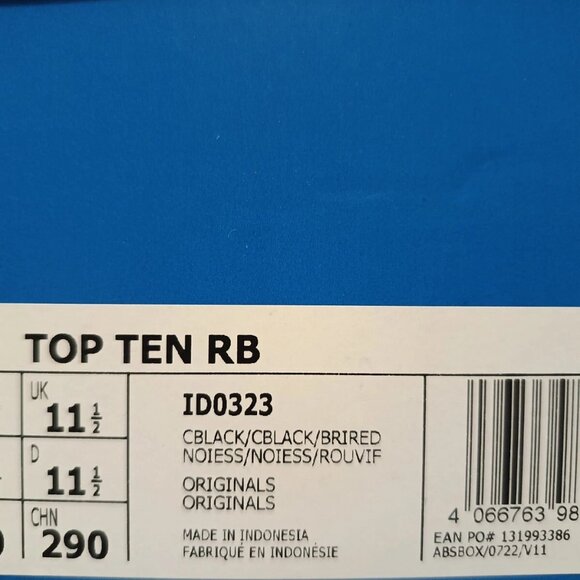 TOP TEN RB
UK
11 ½
D
11 ½
CHN
290
ID0323
CBLACK/CBLACK/BRIRED
NOIESS/NOIESS/ROUVIF
ORIGINALS
ORIGINALS
MADE IN INDONESIA
FABRIQUÉ EN INDONÉSIE
4 066763 98
EAN PO# 131993386
ABSBOX/0722/V11